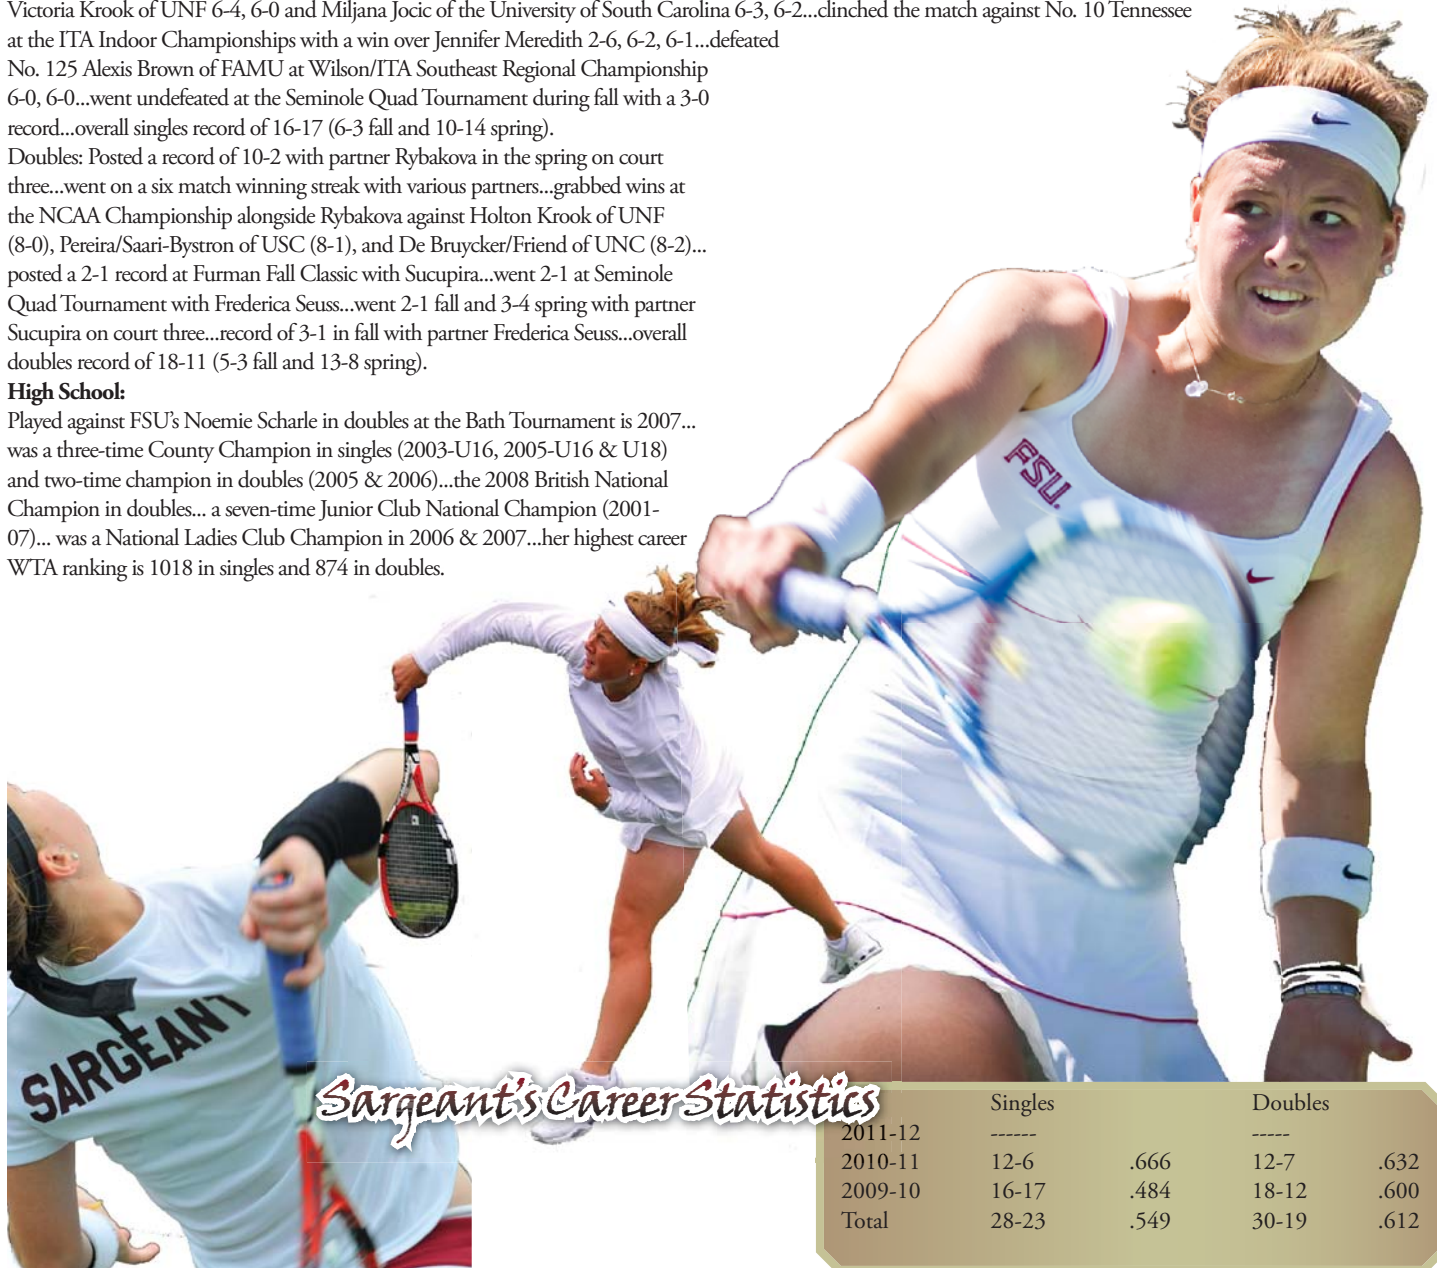 Victoria Krook of UNF 6-4, 6-0 and Miljana Jocic of the University of South Carolina 6-3, 6-2...clinched the match against No. 10 Tennessee
at the ITA Indoor Championships with a win over Jennifer Meredith 2-6, 6-2, 6-1...defeated
No. 125 Alexis Brown of FAMU at Wilson/ITA Southeast Regional Championship
6-0, 6-0...went undefeated at the Seminole Quad Tournament during fall with a 3-0
record...overall singles record of 16-17 (6-3 fall and 10-14 spring).
Doubles: Posted a record of 10-2 with partner Rybakova in the spring on court
three...went on a six match winning streak with various partners...grabbed wins at
the NCAA Championship alongside Rybakova against Holton Krook of UNF
(8-0), Pereira/Saari-Bystron of USC (8-1), and De Bruycker/Friend of UNC (8-2)...
posted a 2-1 record at Furman Fall Classic with Sucupira...went 2-1 at Seminole
Quad Tournament with Frederica Seuss...went 2-1 fall and 3-4 spring with partner
Sucupira on court three...record of 3-1 in fall with partner Frederica Seuss...overall
doubles record of 18-11 (5-3 fall and 13-8 spring).
High School:
Played against FSU's Noemie Scharle in doubles at the Bath Tournament is 2007...
was a three-time County Champion in singles (2003-U16, 2005-U16 & U18)
and two-time champion in doubles (2005 & 2006)...the 2008 British National
Champion in doubles... a seven-time Junior Club National Champion (2001-
07)... was a National Ladies Club Champion in 2006 & 2007...her highest career
WTA ranking is 1018 in singles and 874 in doubles.
FSU
SARGEANT
Sargeant's Career Statistics
Singles Doubles
2011-12 ------ -----
2010-11 12-6 .666 12-7 .632
2009-10 16-17 .484 18-12 .600
Total 28-23 .549 30-19 .612